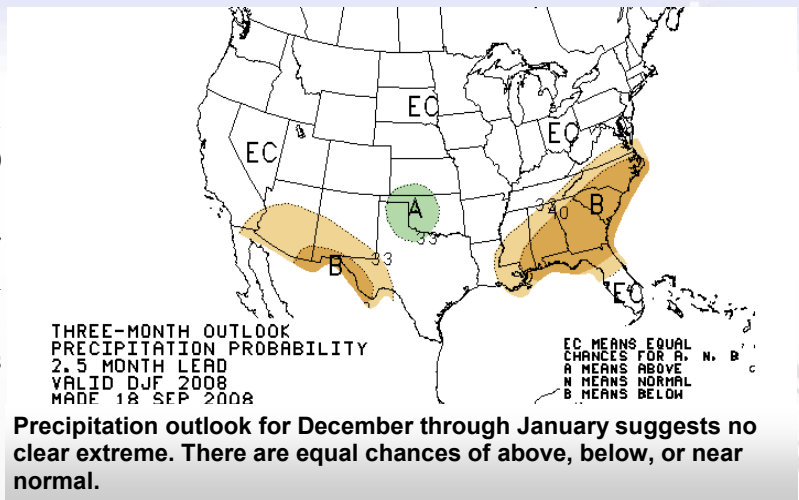 EC
EC
EC
A
33
B
33
33
40
B
EC
THREE-MONTH OUTLOOK
PRECIPITATION PROBABILITY
2.5 MONTH LEAD
VALID DJF 2008
MADE 18 SEP 2008
EC MEANS EQUAL
CHANCES FOR A, N, B
A MEANS ABOVE
N MEANS NORMAL
B MEANS BELOW
Precipitation outlook for December through January suggests no
clear extreme. There are equal chances of above, below, or near
normal.